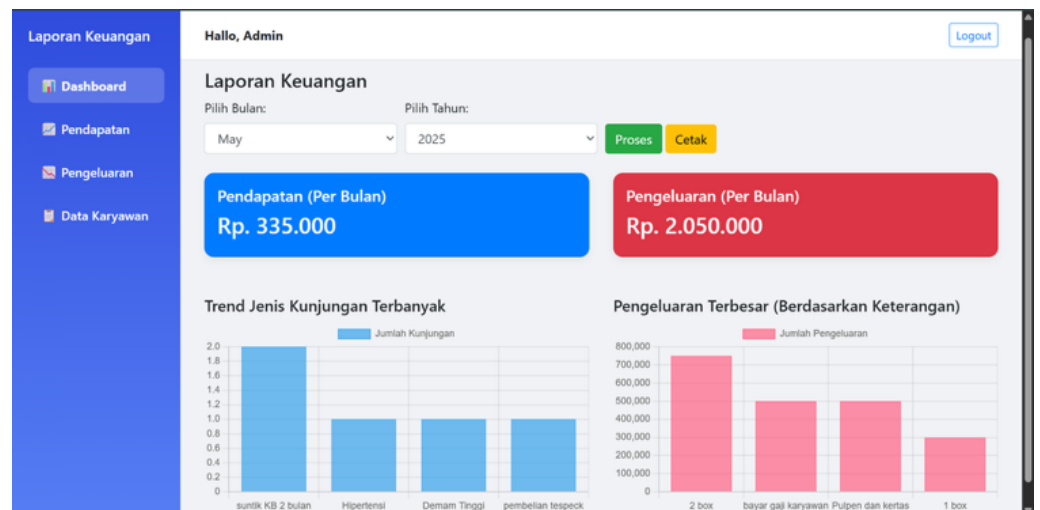 Laporan Keuangan
Dashboard
Pendapatan
Pengeluaran
Data Karyawan
Hallo, Admin
Logout
Laporan Keuangan
Pilih Bulan:
Pilih Tahun:
May
2025
Proses
Cetak
Pendapatan (Per Bulan)
Rp. 335.000
Pengeluaran (Per Bulan)
Rp. 2.050.000
Trend Jenis Kunjungan Terbanyak
Jumlah Kunjungan
2.0
1.8
1.6
1.4
1.2
1.0
0.8
0.6
0.4
0.2
0
suntik KB 2 bulan
Hipertensi
Demam Tinggi
pembelian tespeck
Pengeluaran Terbesar (Berdasarkan Keterangan)
Jumlah Pengeluaran
800,000
700,000
600,000
500,000
400,000
300,000
200,000
100,000
0
2 box
bayar gaji karyawan
Pulpen dan kertas
1 box